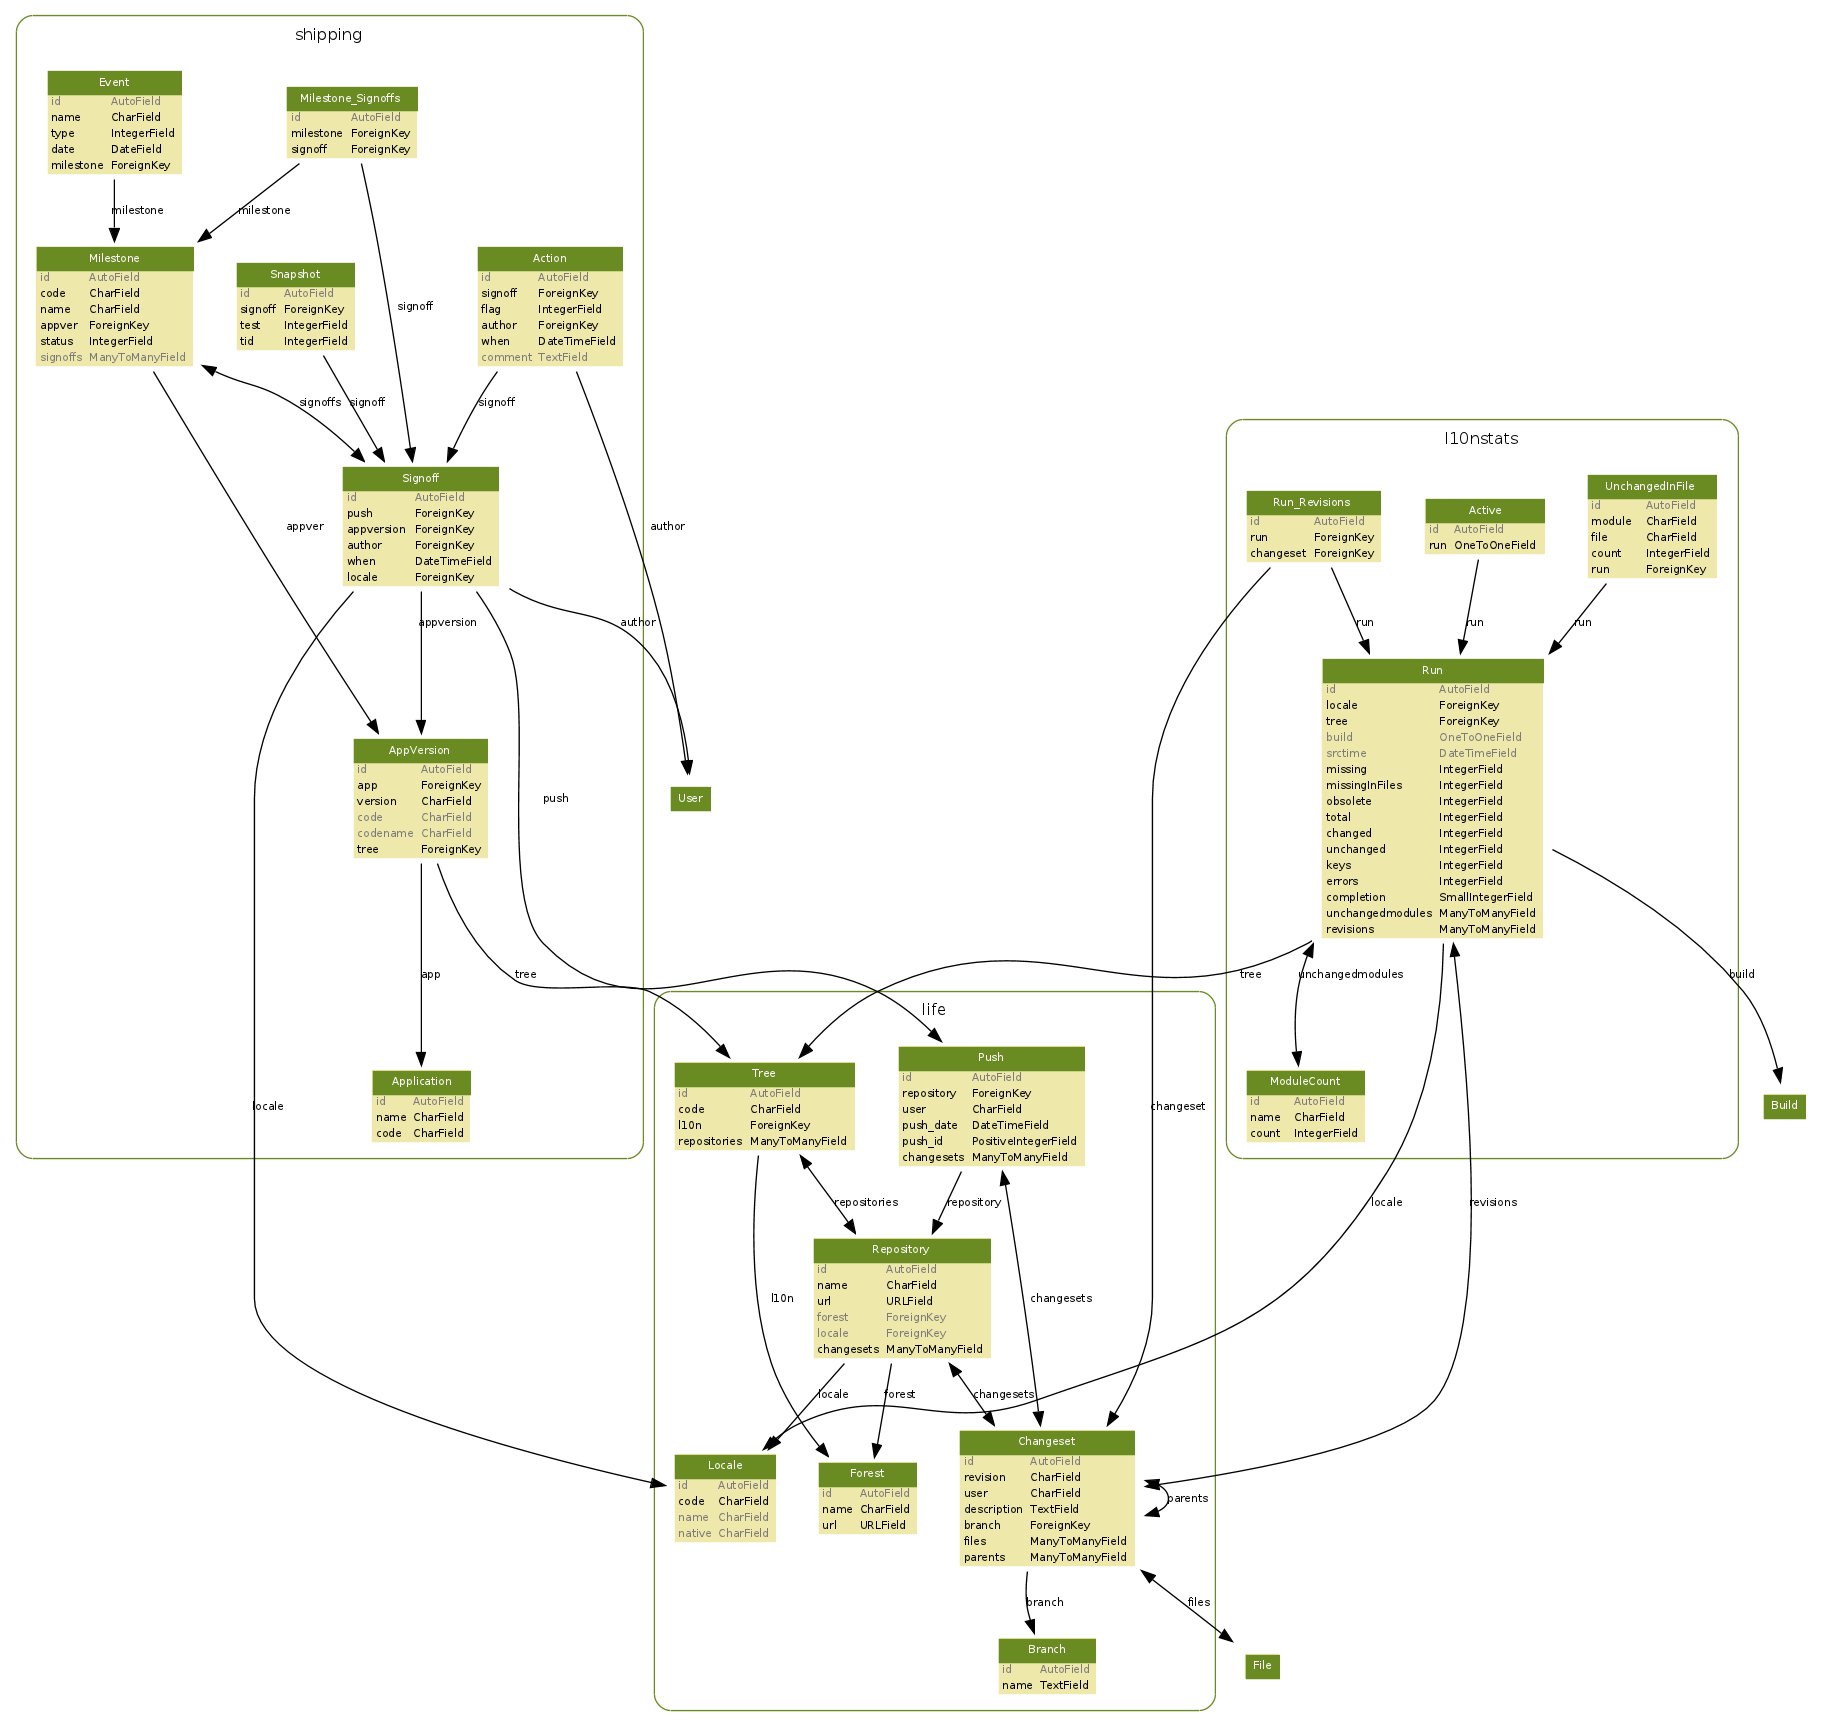 shipping
Event
id AutoField
name CharField
type IntegerField
date DateField
milestone ForeignKey
Milestone_Signoffs
id AutoField
milestone ForeignKey
signoff ForeignKey
milestone
milestone
Milestone
id AutoField
code CharField
name CharField
appver ForeignKey
status IntegerField
signoffs ManyToManyField
Snapshot
id AutoField
signoff ForeignKey
test IntegerField
tid IntegerField
signoff
Action
id AutoField
signoff ForeignKey
flag IntegerField
author ForeignKey
when DateTimeField
comment TextField
signoffs
signoff
signoff
Signoff
id AutoField
push ForeignKey
appversion ForeignKey
author ForeignKey
when DateTimeField
locale ForeignKey
appver
author
appversion
author
AppVersion
id AutoField
app ForeignKey
version CharField
code CharField
codename CharField
tree ForeignKey
push
User
app
tree
Application
id AutoField
name CharField
code CharField
locale
l10nstats
Run_Revisions
id AutoField
run ForeignKey
changeset ForeignKey
Active
id AutoField
run OneToOneField
UnchangedInFile
id AutoField
module CharField
file CharField
count IntegerField
run ForeignKey
run
run
run
Run
id AutoField
locale ForeignKey
tree ForeignKey
build OneToOneField
srctime DateTimeField
missing IntegerField
missingInFiles IntegerField
obsolete IntegerField
total IntegerField
changed IntegerField
unchanged IntegerField
keys IntegerField
errors IntegerField
completion SmallIntegerField
unchangedmodules ManyToManyField
revisions ManyToManyField
tree
unchangedmodules
build
ModuleCount
id AutoField
name CharField
count IntegerField
Build
changeset
life
Tree
id AutoField
code CharField
l10n ForeignKey
repositories ManyToManyField
Push
id AutoField
repository ForeignKey
user CharField
push_date DateTimeField
push_id PositiveIntegerField
changesets ManyToManyField
repositories
repository
locale
revisions
Repository
id AutoField
name CharField
url URLField
forest ForeignKey
locale ForeignKey
changesets ManyToManyField
l10n
changesets
locale
forest
changesets
Locale
id AutoField
code CharField
name CharField
native CharField
Forest
id AutoField
name CharField
url URLField
Changeset
id AutoField
revision CharField
user CharField
description TextField
branch ForeignKey
files ManyToManyField
parents ManyToManyField
parents
branch
files
Branch
id AutoField
name TextField
File